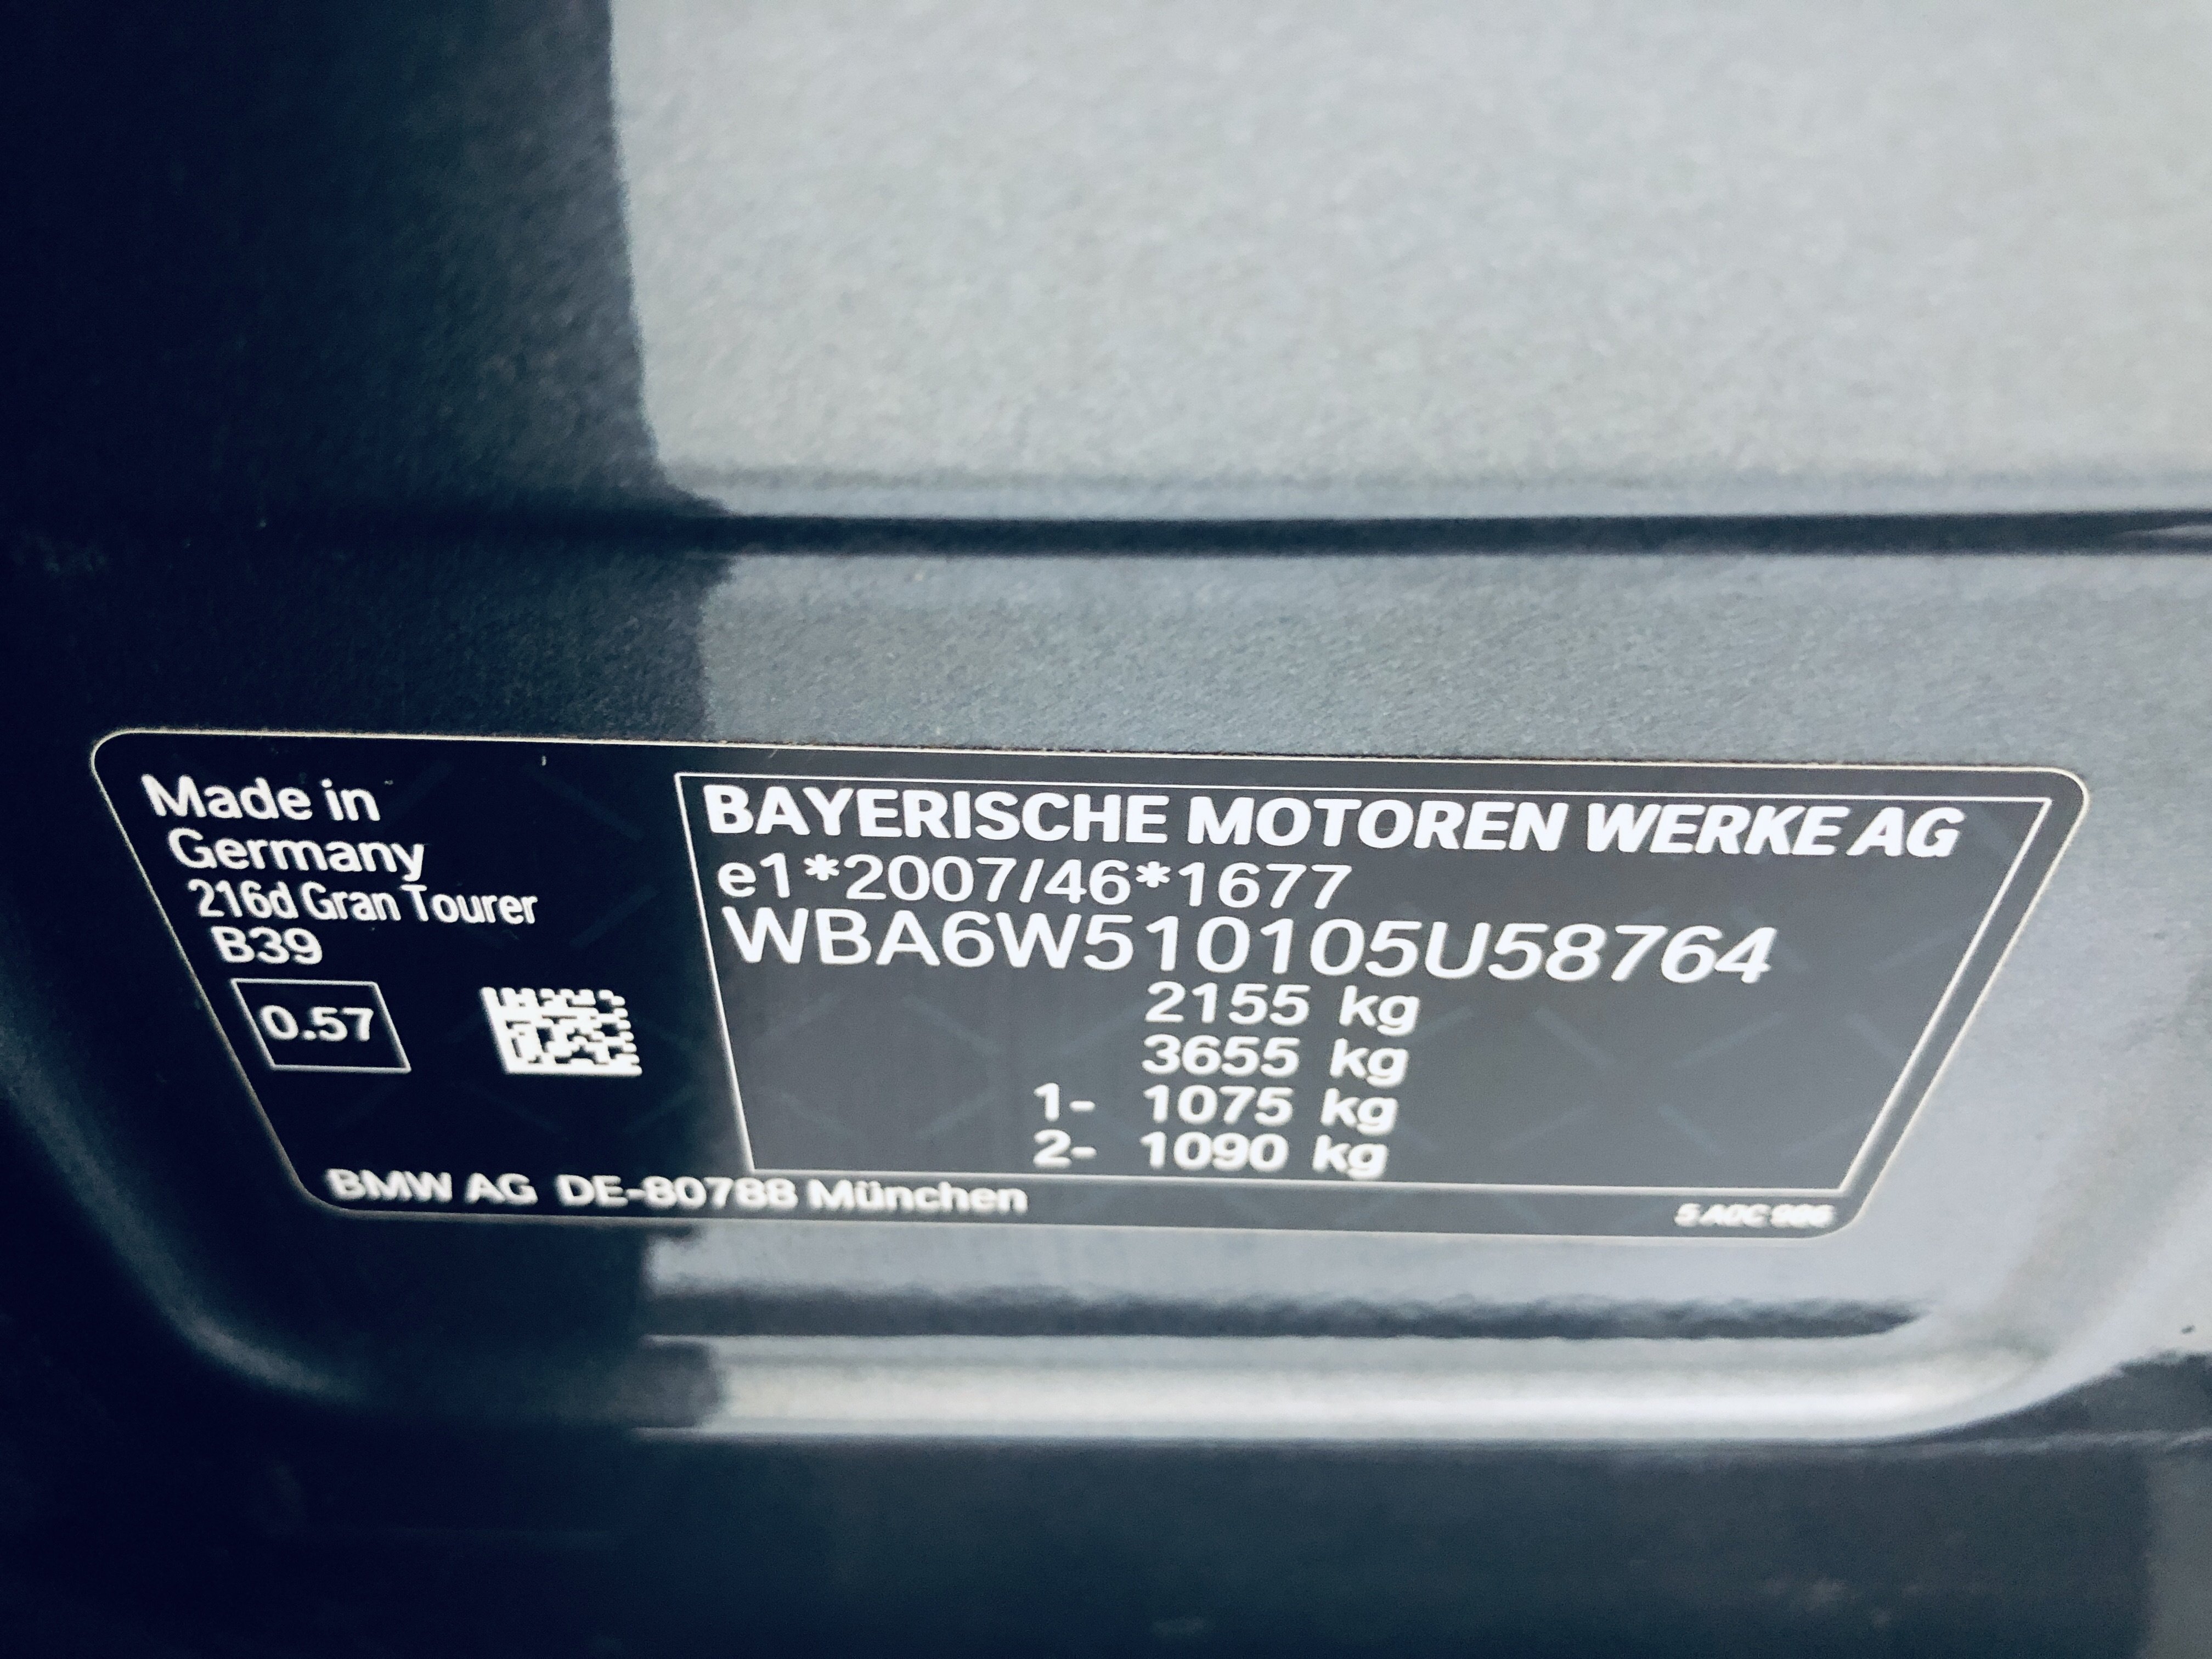 Made in
Germany
216d Gran Tourer
B39
0.57
BAYERISCHE MOTOREN WERKE AG
e1*2007/46*1677
WBA6W510105U58764
2155 kg
3655 kg
1- 1075 kg
2- 1090 kg
BMW AG DE-80788 München